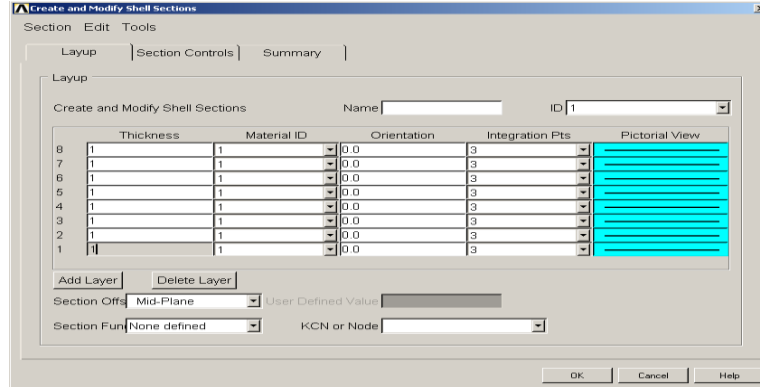 Create and Modify Shell Sections
Section Edit Tools
Layup Section Controls Summary
Layup
Create and Modify Shell Sections Name ID 1
Thickness Material ID Orientation Integration Pts Pictorial View
8 1 1 0.0 3
7 1 1 0.0 3
6 1 1 0.0 3
5 1 1 0.0 3
4 1 1 0.0 3
3 1 1 0.0 3
2 1 1 0.0 3
1 1 1 0.0 3
Add Layer Delete Layer
Section Offs Mid-Plane User Defined Value
Section Fun None defined KCN or Node
OK Cancel Help